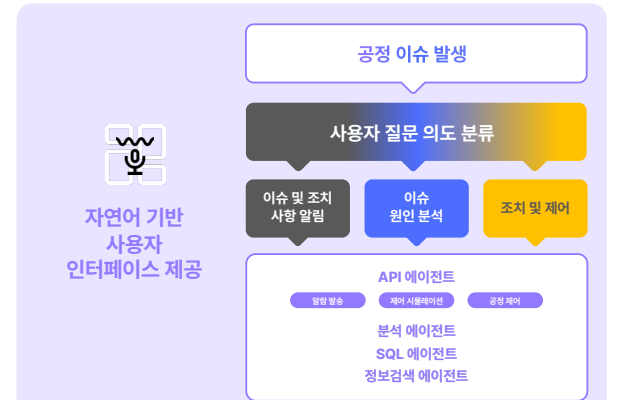 공정 이슈 발생
사용자 질문 의도 분류
이슈 및 조치
사항 알림
이슈
원인 분석
조치 및 제어
자연어 기반
사용자
인터페이스 제공
API 에이전트
알림 발송
제어 시뮬레이션
공정 제어
분석 에이전트
SQL 에이전트
정보검색 에이전트